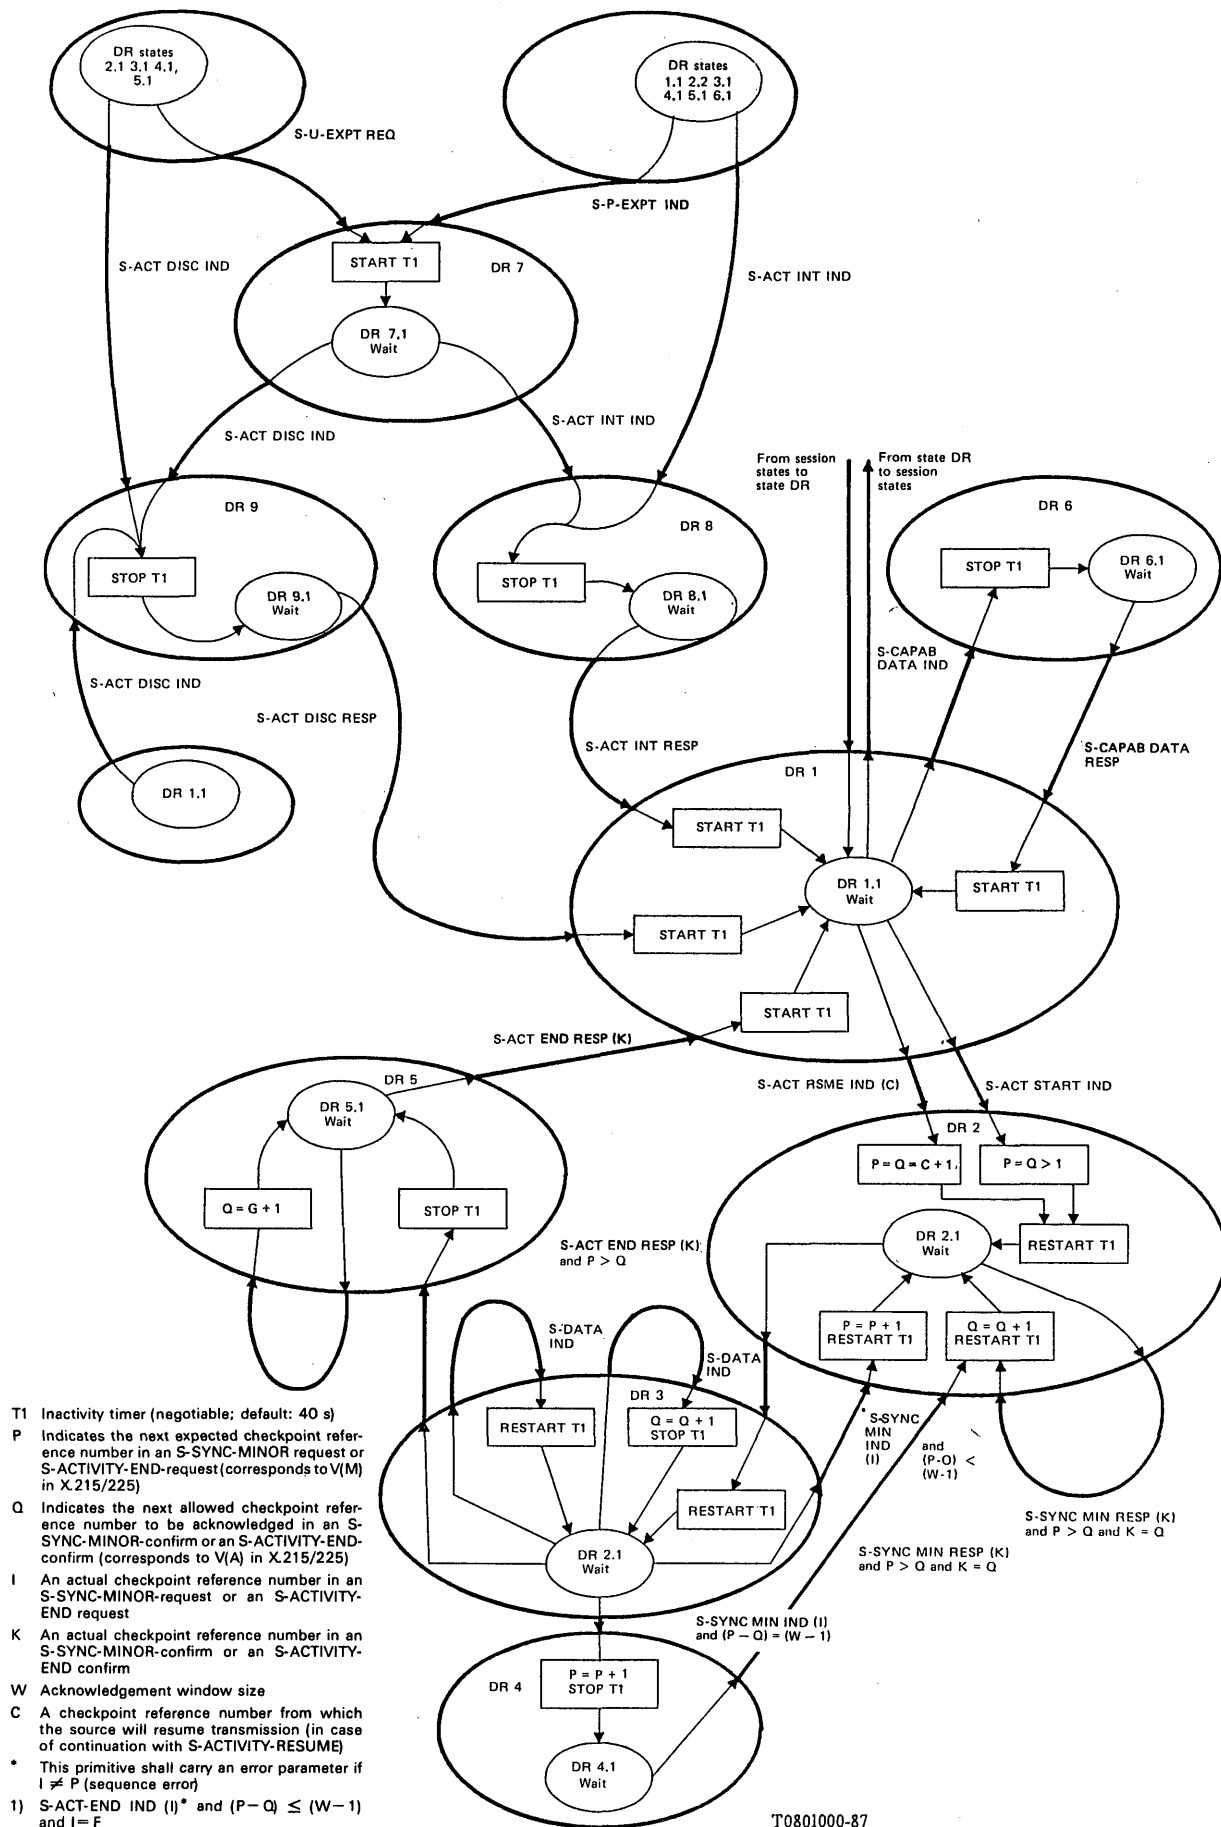 DR states
2.1 3.1 4.1,
5.1
DR states
1.1 2.2 3.1
4.1 5.1 6.1
S-U-EXPT REQ
S-P-EXPT IND
S-ACT DISC IND
START T1
DR 7
S-ACT INT IND
DR 7.1
Wait
S-ACT DISC IND
S-ACT INT IND
From session
states to
state DR
From state DR
to session
states
DR 9
DR 8
DR 6
STOP T1
DR 9.1
Wait
STOP T1
DR 8.1
Wait
STOP T1
DR 6.1
Wait
S-ACT DISC IND
S-ACT DISC RESP
S-ACT INT RESP
S-CAPAB
DATA IND
S-CAPAB DATA
RESP
DR 1.1
DR 1
START T1
DR 1.1
Wait
START T1
START T1
START T1
S-ACT END RESP (K)
S-ACT RSME IND (C)
S-ACT START IND
DR 5
DR 5.1
Wait
Q = G + 1
STOP T1
DR 2
P = Q = C + 1
P = Q > 1
DR 2.1
Wait
RESTART T1
P = P + 1
RESTART T1
Q = Q + 1
RESTART T1
S-ACT END RESP (K)
and P > Q
S-DATA
IND
S-DATA
IND
DR 3
RESTART T1
Q = Q + 1
STOP T1
RESTART T1
DR 2.1
Wait
S-SYNC
MIN
IND
(I)
and
(P-O) <
(W-1)
S-SYNC MIN RESP (K)
and P > Q and K = Q
S-SYNC MIN RESP (K)
and P > Q and K = Q
S-SYNC MIN IND (I)
and (P – Q) = (W – 1)
DR 4
P = P + 1
STOP T1
DR 4.1
Wait
T1 Inactivity timer (negotiable; default: 40 s)
P Indicates the next expected checkpoint refer-
ence number in an S-SYNC-MINOR request or
S-ACTIVITY-END-request (corresponds to V(M)
in X.215/225)
Q Indicates the next allowed checkpoint refer-
ence number to be acknowledged in an S-
SYNC-MINOR-confirm or an S-ACTIVITY-END-
confirm (corresponds to V(A) in X.215/225)
I An actual checkpoint reference number in an
S-SYNC-MINOR-request or an S-ACTIVITY-
END request
K An actual checkpoint reference number in an
S-SYNC-MINOR-confirm or an S-ACTIVITY-
END confirm
W Acknowledgement window size
C A checkpoint reference number from which
the source will resume transmission (in case
of continuation with S-ACTIVITY-RESUME)
* This primitive shall carry an error parameter if
I ≠ P (sequence error)
1) S-ACT-END IND (I)* and (P – Q) ≤ (W – 1)
and I = F
T0801000-87